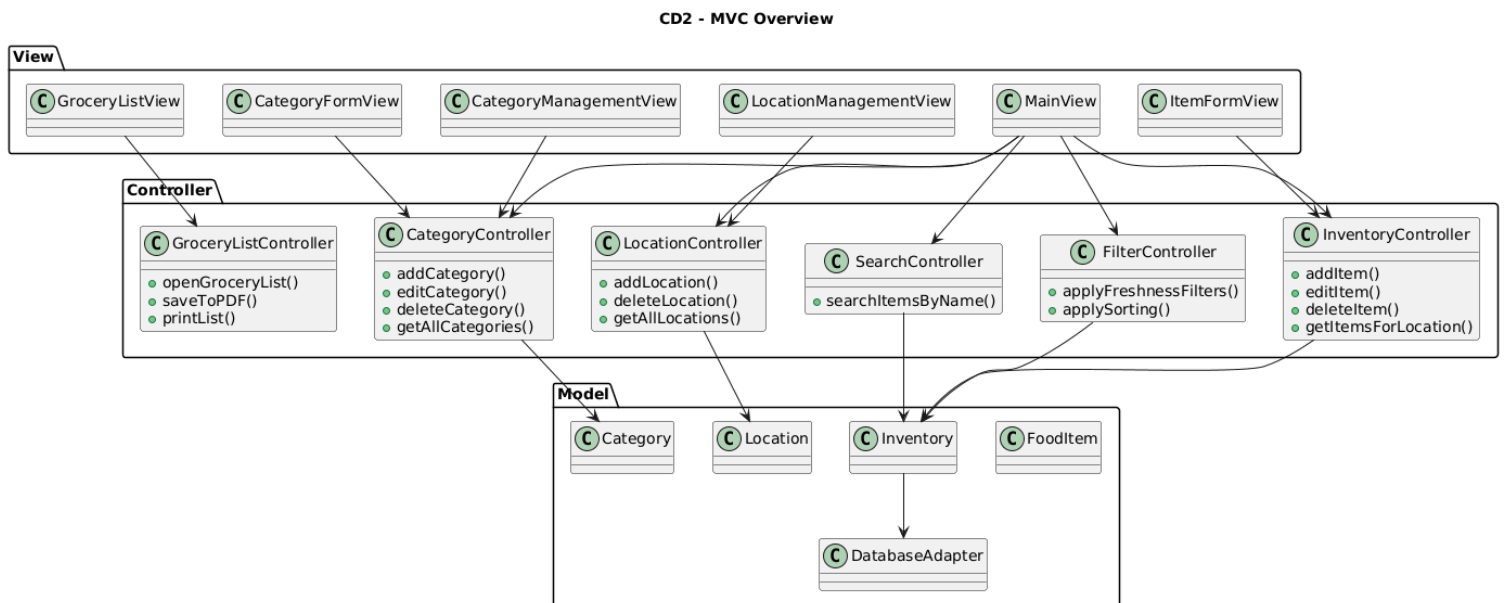 CD2 - MVC Overview
View
C GroceryListView
C CategoryFormView
C CategoryManagementView
C LocationManagementView
C MainView
C ItemFormView
Controller
C GroceryListController
openGroceryList()
saveToPDF()
printList()
C CategoryController
addCategory()
editCategory()
deleteCategory()
getAllCategories()
C LocationController
addLocation()
deleteLocation()
getAllLocations()
C SearchController
searchItemsByName()
C FilterController
applyFreshnessFilters()
applySorting()
C InventoryController
addItem()
editItem()
deleteItem()
getItemsForLocation()
Model
C Category
C Location
C Inventory
C FoodItem
C DatabaseAdapter